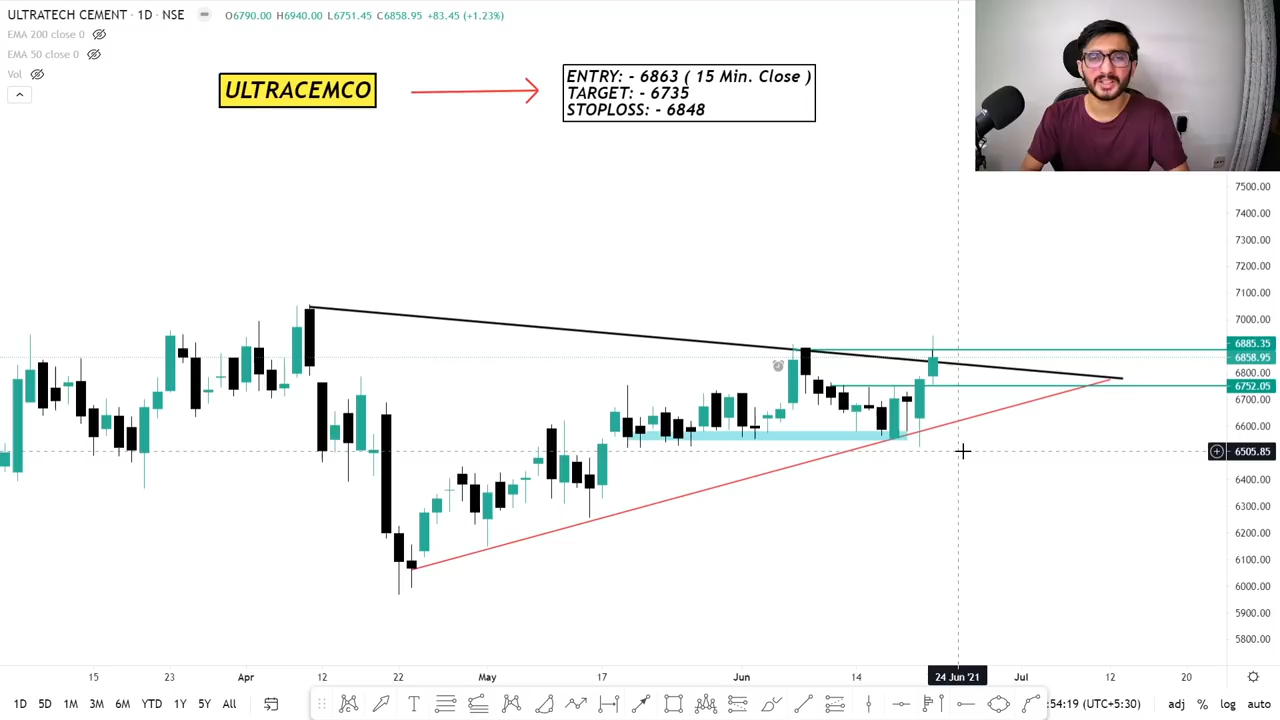 ULTRATECH CEMENT · 1D · NSE O6790.00 H6940.00 L6751.45 C6858.95 +83.45 (+1.23%)
EMA 200 close 0
EMA 50 close 0
Vol
ULTRACEMCO
ENTRY: - 6863 ( 15 Min. Close )
TARGET: - 6735
STOPLOSS: - 6848
7500.00
7400.00
7300.00
7200.00
7100.00
7000.00
6885.35
6858.95
6800.00
6752.05
6700.00
6600.00
6505.85
6400.00
6300.00
6200.00
6100.00
6000.00
5900.00
5800.00
15 23 Apr 12 22 May 17 Jun 14 24 Jun '21 Jul 12 20
1D 5D 1M 3M 6M YTD 1Y 5Y All :54:19 (UTC+5:30) adj % log auto